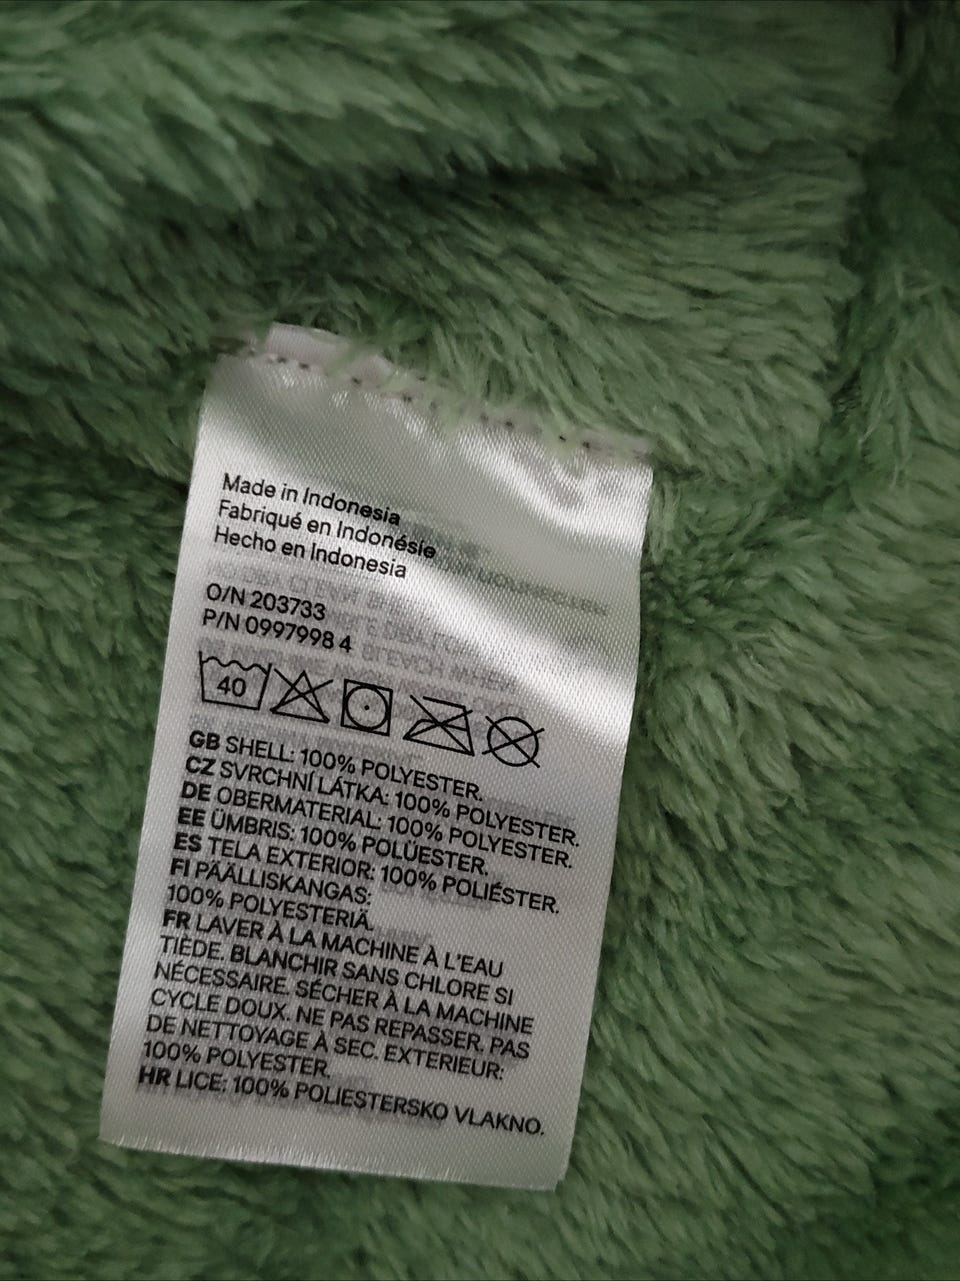 Made in Indonesia
Fabriqué en Indonésie
Hecho en Indonesia
O/N 203733
P/N 0997998 4
40
GB SHELL: 100% POLYESTER.
CZ SVRCHNÍ LÁTKA: 100% POLYESTER.
DE OBERMATERIAL: 100% POLYESTER.
EE ÜMBRIS: 100% POLÜESTER.
ES TELA EXTERIOR: 100% POLIÉSTER.
FI PÄÄLLISKANGAS:
100% POLYESTERIÄ.
FR LAVER À LA MACHINE À L'EAU
TIÈDE. BLANCHIR SANS CHLORE SI
NÉCESSAIRE. SÉCHER À LA MACHINE
CYCLE DOUX. NE PAS REPASSER. PAS
DE NETTOYAGE À SEC. EXTERIEUR:
100% POLYESTER.
HR LICE: 100% POLIESTERSKO VLAKNO.